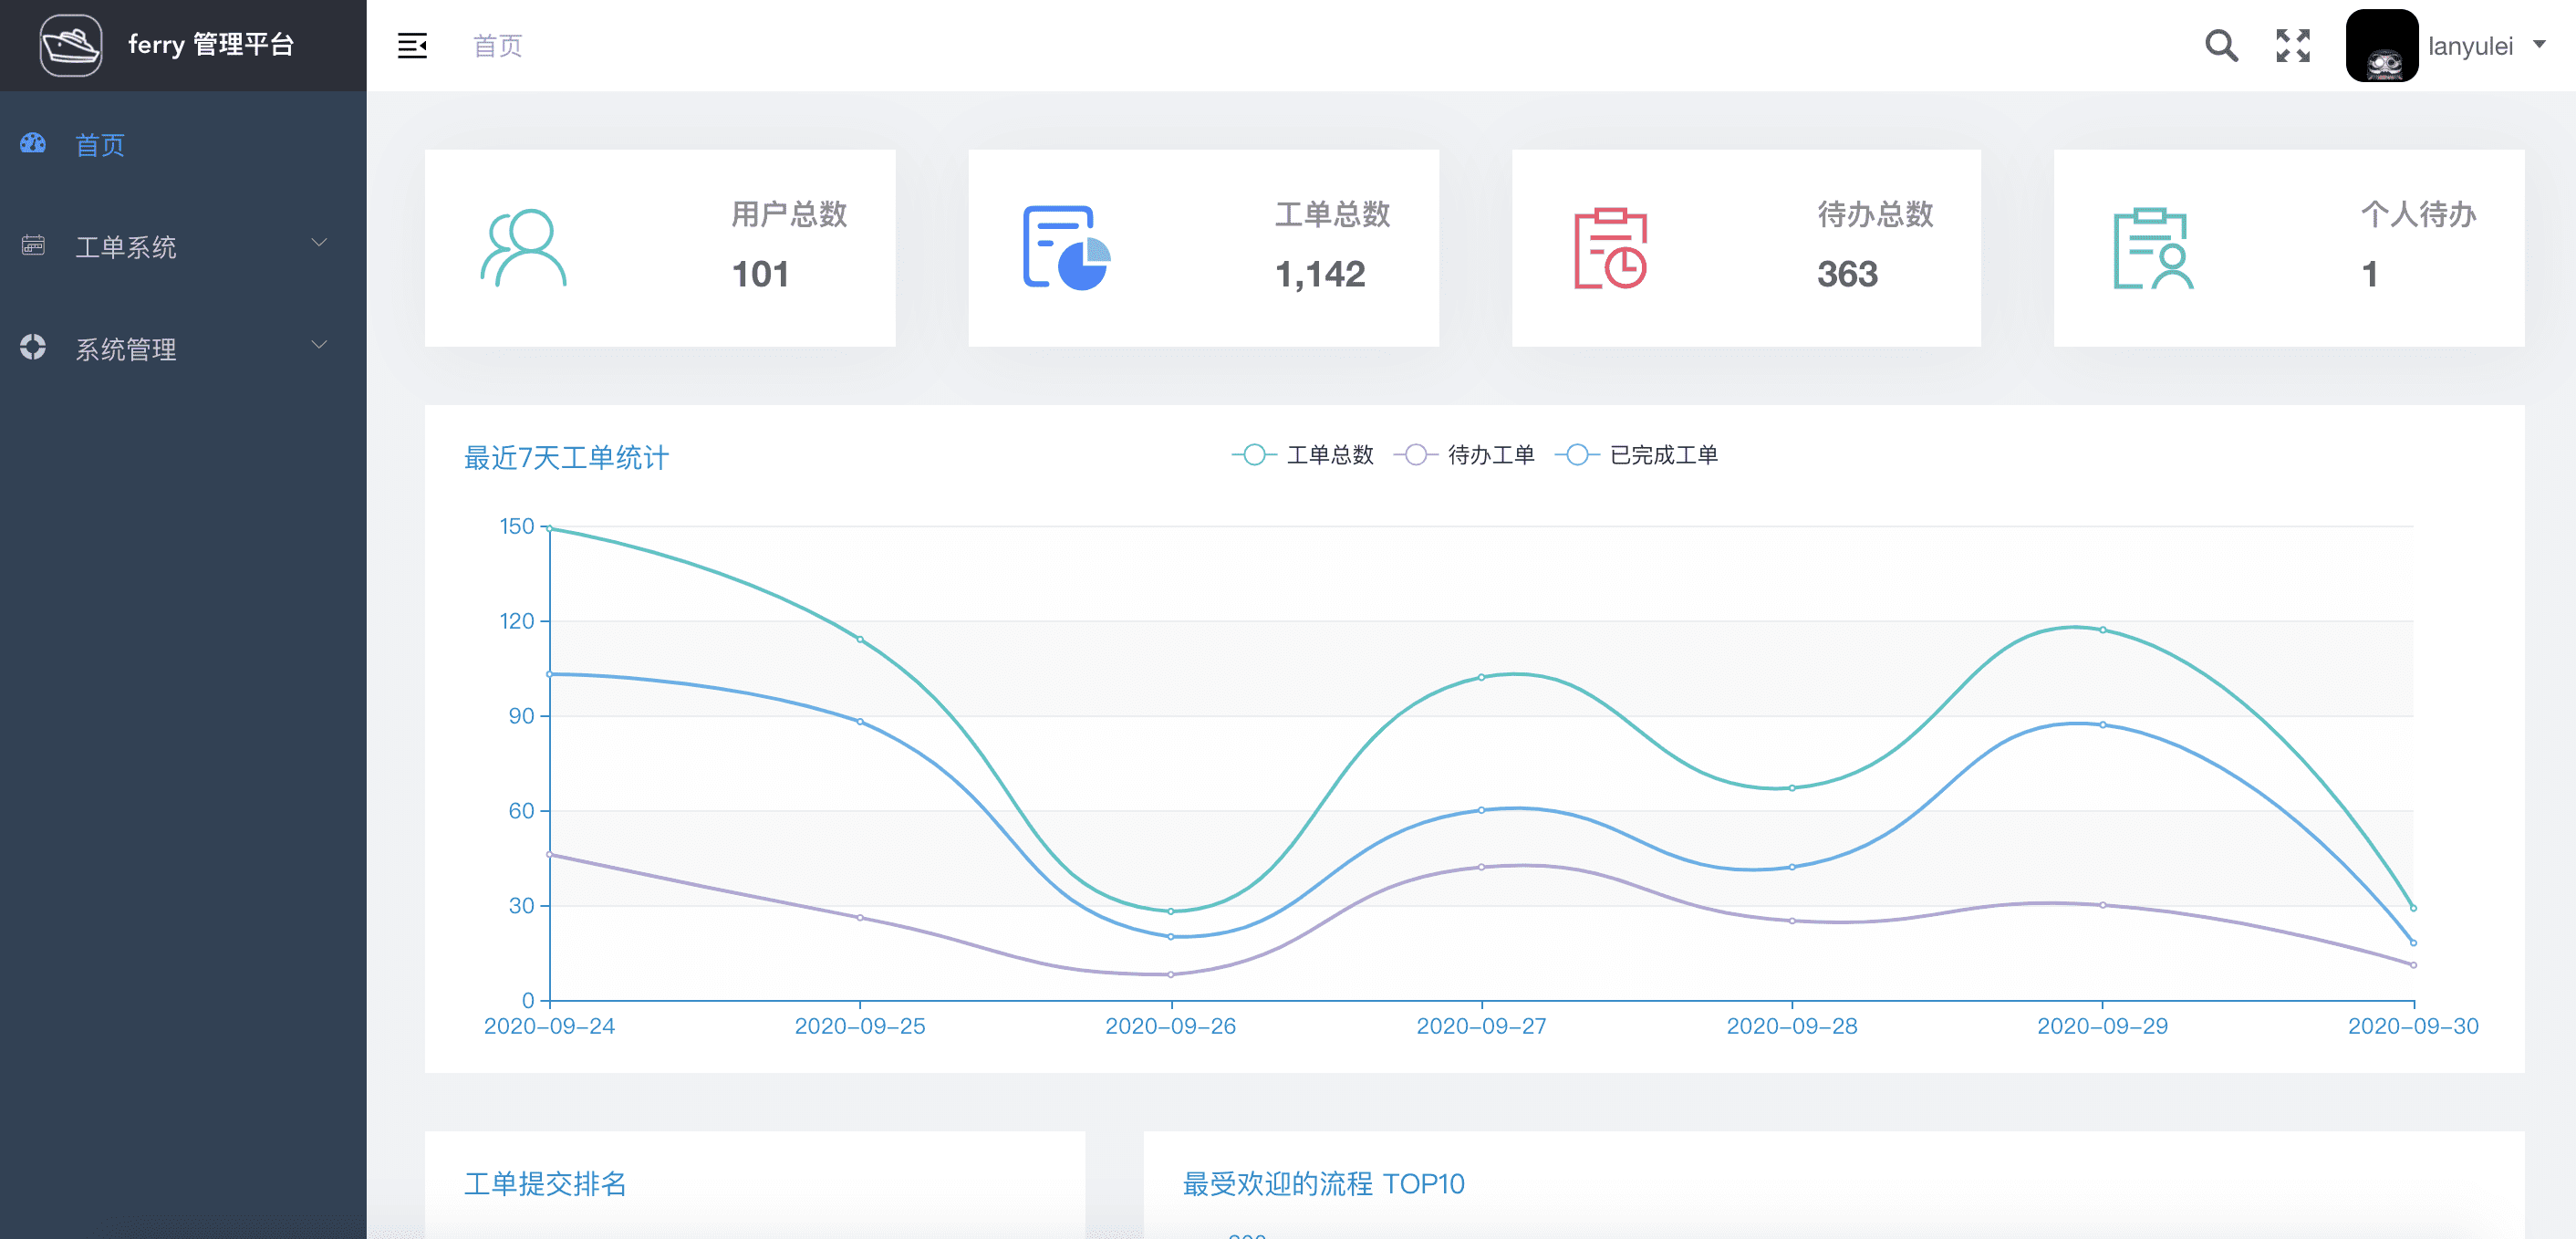 ferry 管理平台
首页
lanyulei
首页
工单系统
系统管理
用户总数
101
工单总数
1,142
待办总数
363
个人待办
1
最近7天工单统计
工单总数 待办工单 已完成工单
150
120
90
60
30
0
2020-09-24 2020-09-25 2020-09-26 2020-09-27 2020-09-28 2020-09-29 2020-09-30
工单提交排名
最受欢迎的流程 TOP10